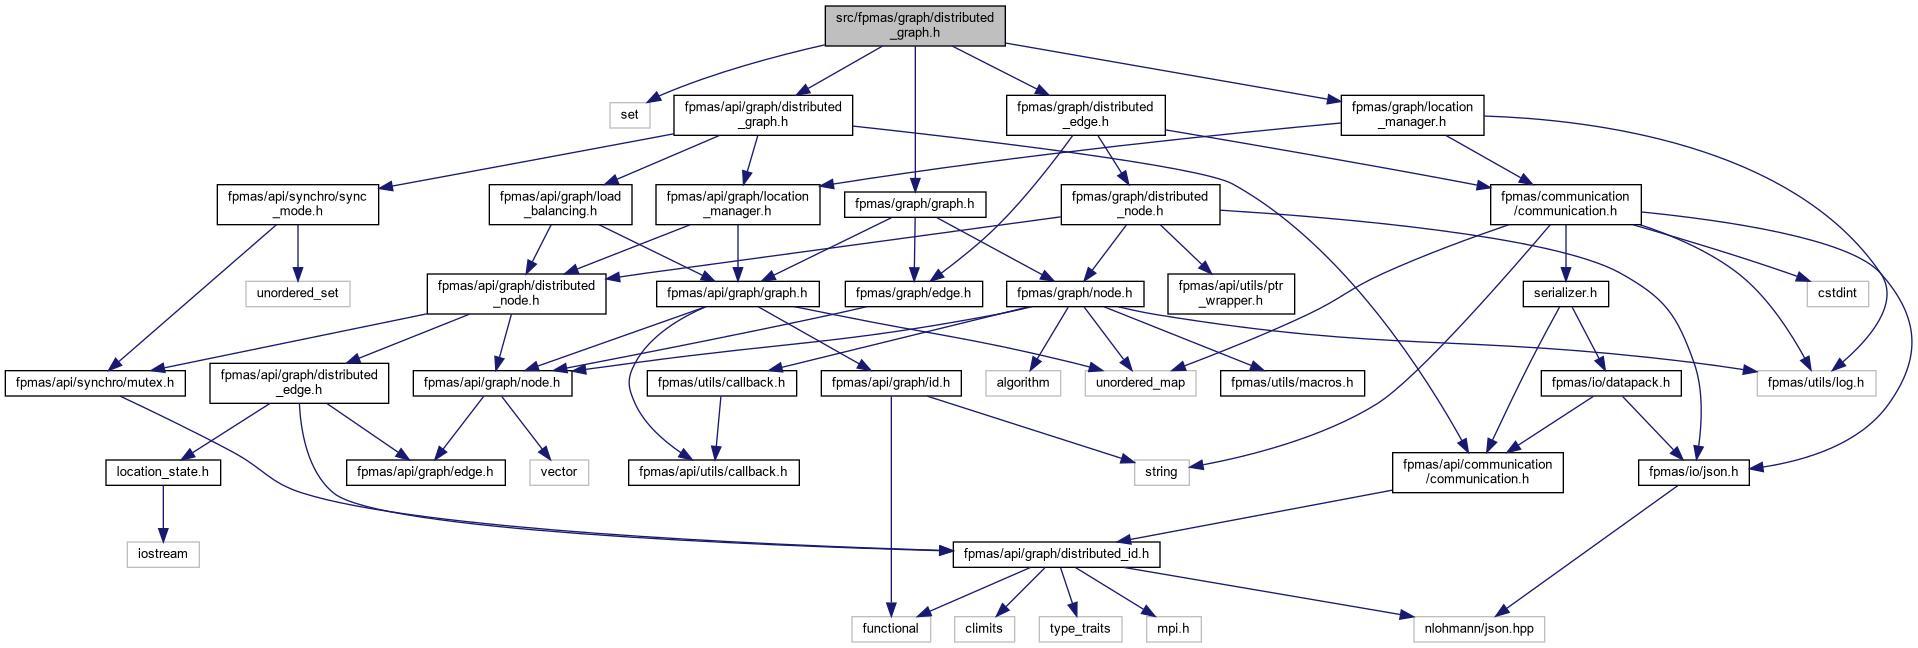 src/fpmas/graph/distributed
_graph.h
set
fpmas/api/graph/distributed
_graph.h
fpmas/graph/distributed
_edge.h
fpmas/graph/location
_manager.h
fpmas/api/synchro/sync
_mode.h
fpmas/api/graph/load
_balancing.h
fpmas/api/graph/location
_manager.h
fpmas/graph/graph.h
fpmas/graph/distributed
_node.h
fpmas/communication
/communication.h
unordered_set
fpmas/api/graph/distributed
_node.h
fpmas/api/graph/graph.h
fpmas/graph/edge.h
fpmas/graph/node.h
fpmas/api/utils/ptr
_wrapper.h
serializer.h
cstdint
fpmas/api/synchro/mutex.h
fpmas/api/graph/distributed
_edge.h
fpmas/api/graph/node.h
fpmas/utils/callback.h
fpmas/api/graph/id.h
algorithm
unordered_map
fpmas/utils/macros.h
fpmas/io/datapack.h
fpmas/utils/log.h
location_state.h
fpmas/api/graph/edge.h
vector
fpmas/api/utils/callback.h
string
fpmas/api/communication
/communication.h
fpmas/io/json.h
iostream
fpmas/api/graph/distributed_id.h
functional
climits
type_traits
mpi.h
nlohmann/json.hpp